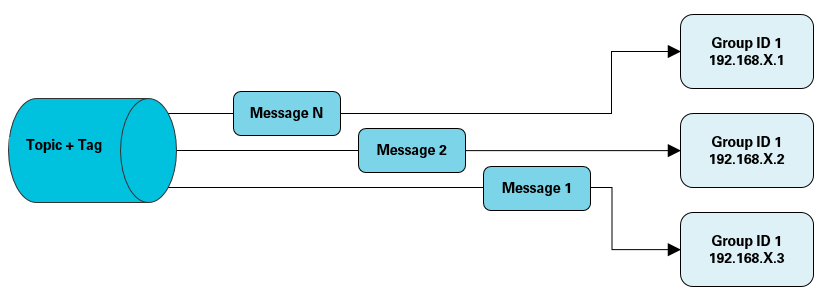 Group ID 1
192.168.X.1
Message N
Topic + Tag
Message 2
Group ID 1
192.168.X.2
Message 1
Group ID 1
192.168.X.3